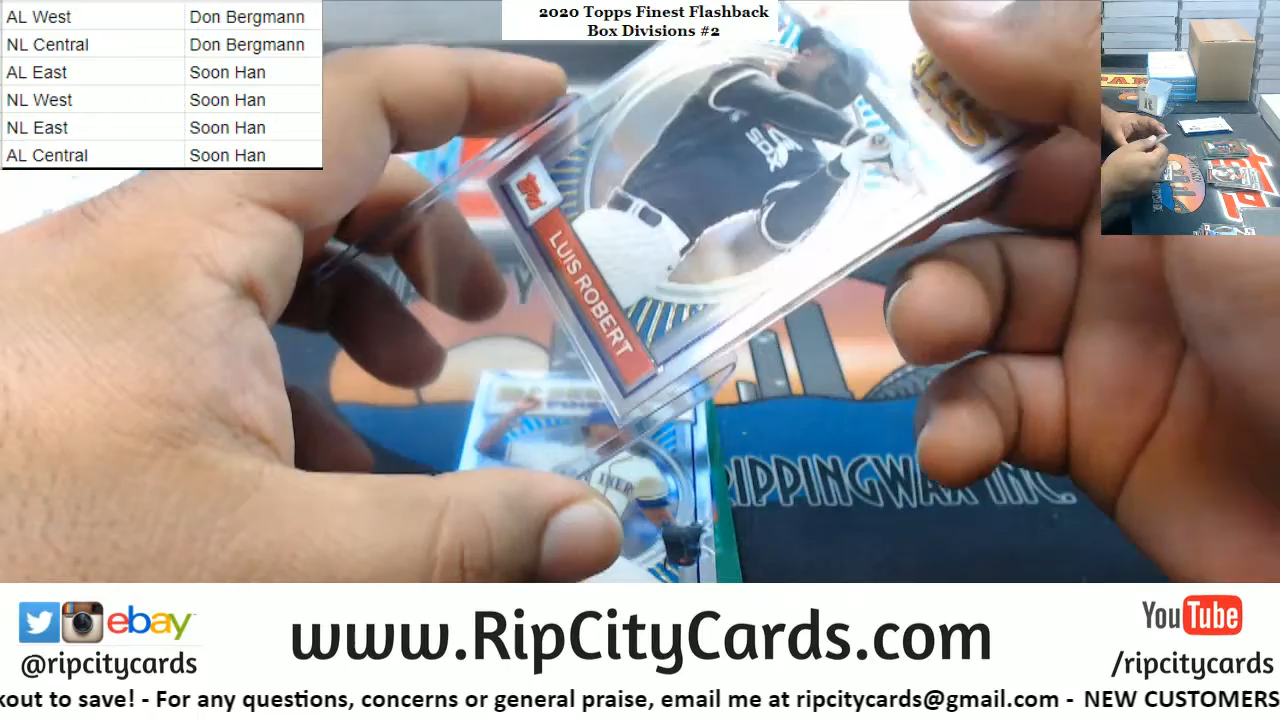 AL West Don Bergmann
NL Central Don Bergmann
AL East Soon Han
NL West Soon Han
NL East Soon Han
AL Central Soon Han
2020 Topps Finest Flashback
Box Divisions #2
TOPPS
LUIS ROBERT
SOX
RIPPINGWAX INC.
ebay
www.RipCityCards.com
YouTube
@ripcitycards
/ripcitycards
kout to save! - For any questions, concerns or general praise, email me at ripcitycards@gmail.com - NEW CUSTOMERS